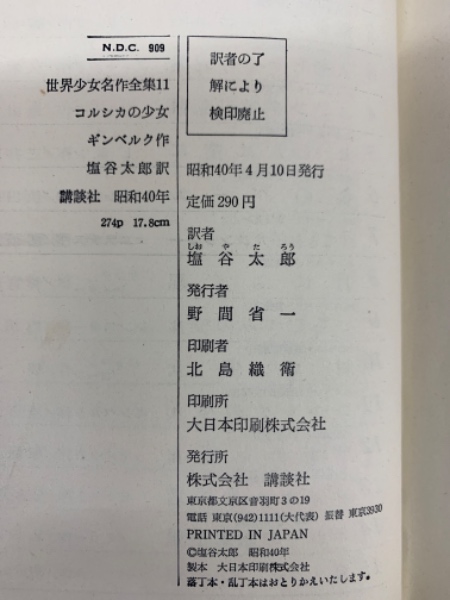 N.D.C. 909
世界少女名作全集11
コルシカの少女
ギンベルク作
塩谷太郎訳
講談社 昭和40年
274p 17.8cm
訳者の了
解により
検印廃止
昭和40年4月10日発行
定価290円
訳者
しお や た ろう
塩谷太郎
発行者
野間省一
印刷者
北島織衛
印刷所
大日本印刷株式会社
発行所
株式会社 講談社
東京都文京区音羽町3の19
電話 東京(942)1111(大代表) 振替 東京3930
PRINTED IN JAPAN
©塩谷太郎 昭和40年
製本 大日本印刷株式会社
落丁本・乱丁本はおとりかえいたします。